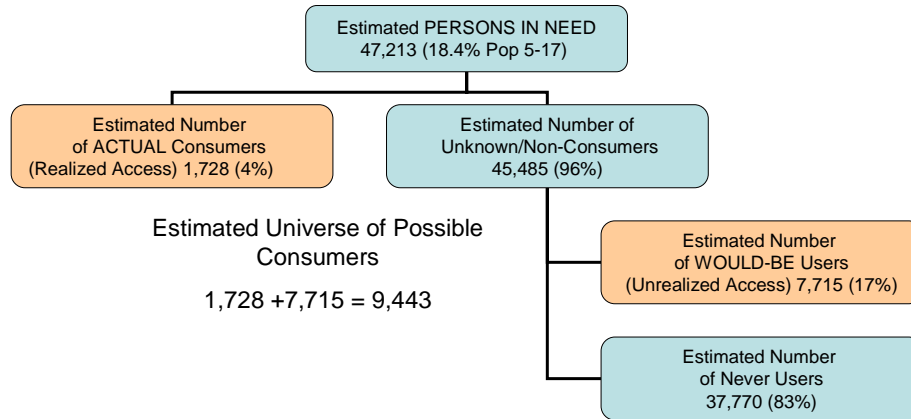 Estimated PERSONS IN NEED
47,213 (18.4% Pop 5-17)
Estimated Number
of ACTUAL Consumers
(Realized Access) 1,728 (4%)
Estimated Number of
Unknown/Non-Consumers
45,485 (96%)
Estimated Universe of Possible
Consumers
1,728 +7,715 = 9,443
Estimated Number
of WOULD-BE Users
(Unrealized Access) 7,715 (17%)
Estimated Number
of Never Users
37,770 (83%)